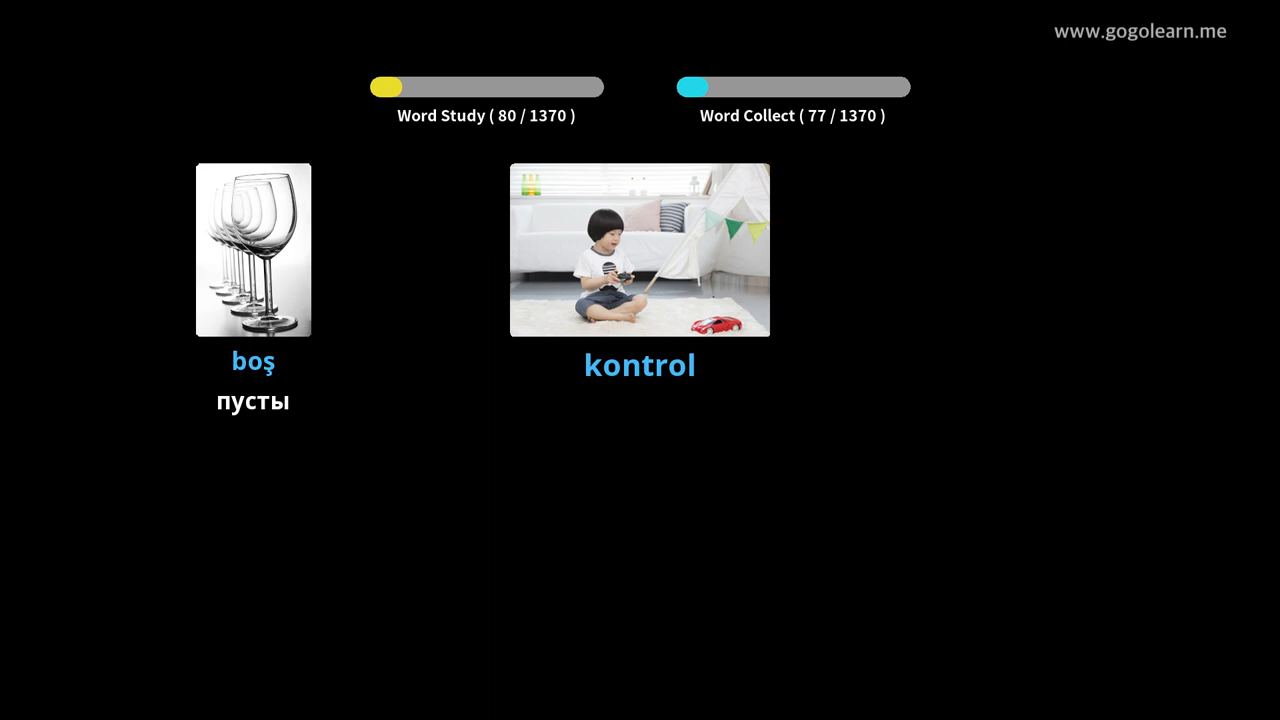 www.gogolearn.me
Word Study ( 80 / 1370 )
Word Collect ( 77 / 1370 )
boş
пусты
kontrol